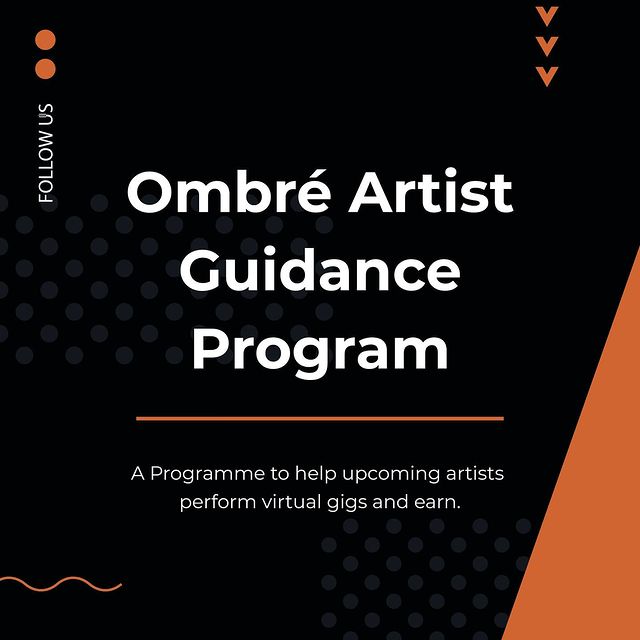 FOLLOW US
Ombré Artist
Guidance
Program
A Programme to help upcoming artists
perform virtual gigs and earn.